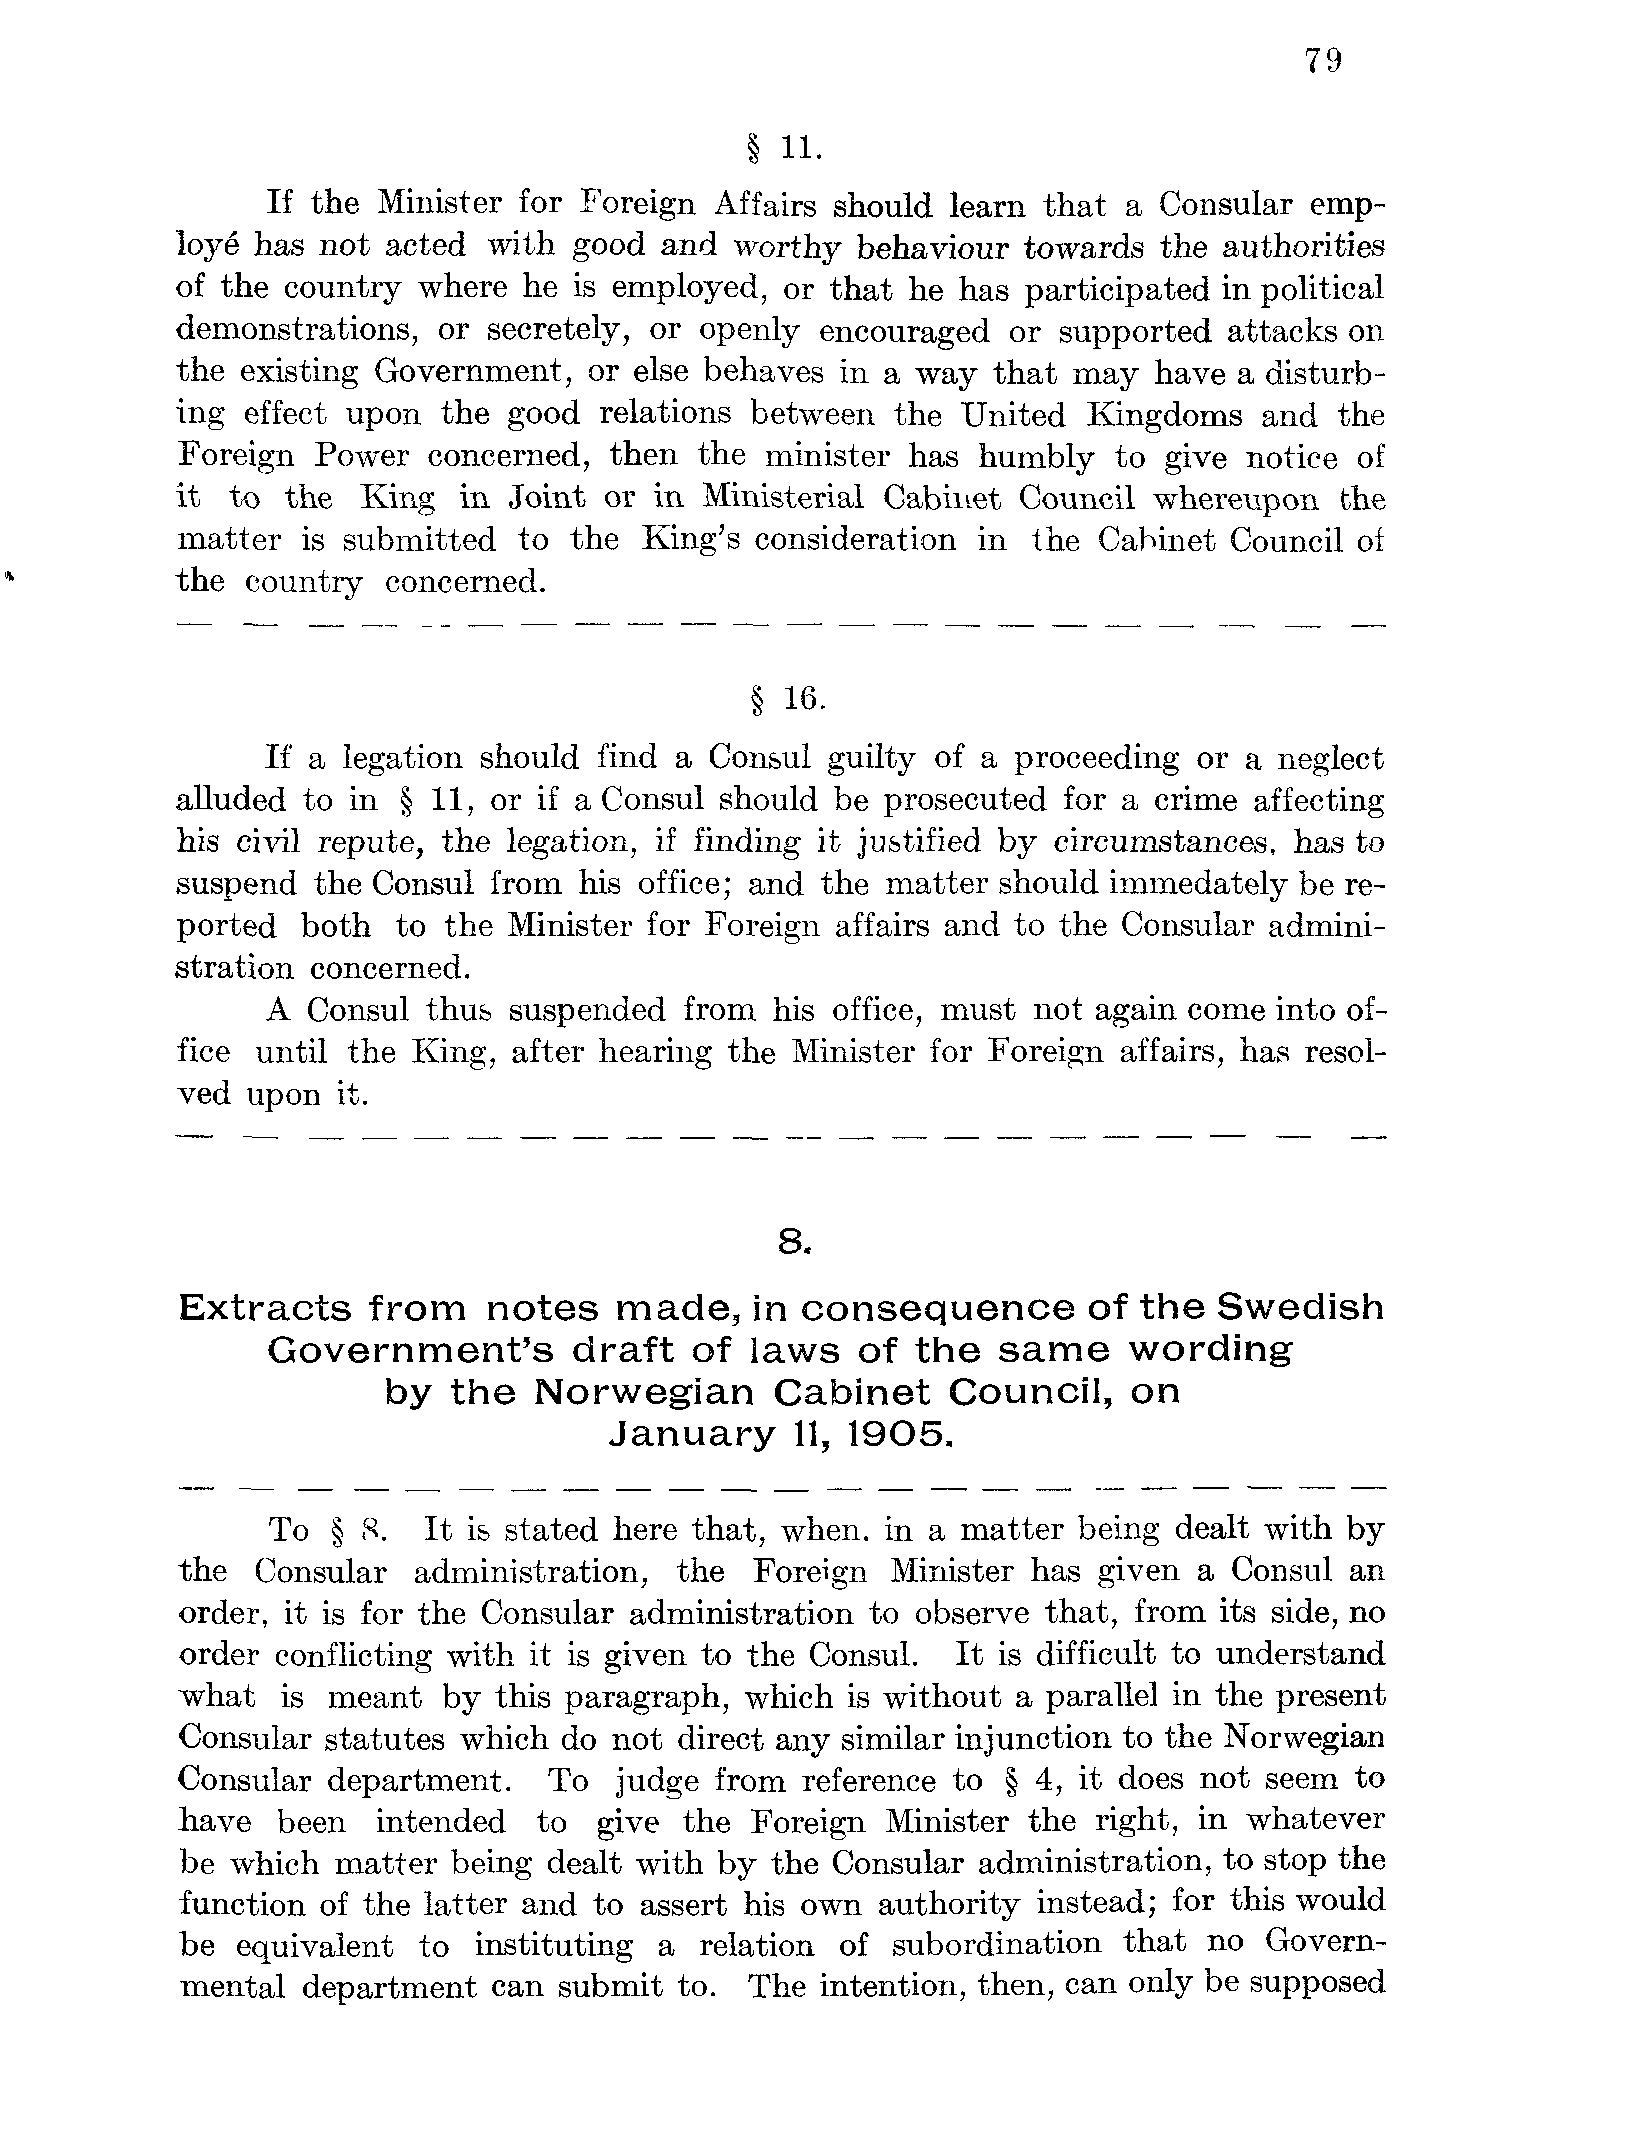 79
§ 11.
If the Minister for Foreign Affairs should learn that a Consular emp-
loyé has not acted with good and worthy behaviour towards the authorities
of the country where he is employed, or that he has participated in political
demonstrations, or secretely, or openly encouraged or supported attacks on
the existing Government, or else behaves in a way that may have a disturb-
ing effect upon the good relations between the United Kingdoms and the
Foreign Power concerned, then the minister has humbly to give notice of
it to the King in Joint or in Ministerial Cabinet Council whereupon the
matter is submitted to the King's consideration in the Cabinet Council of
the country concerned.
— — — — — — — — — — — — — — — — — — — — — — —
§ 16.
If a legation should find a Consul guilty of a proceeding or a neglect
alluded to in § 11, or if a Consul should be prosecuted for a crime affecting
his civil repute, the legation, if finding it justified by circumstances, has to
suspend the Consul from his office; and the matter should immedately be re-
ported both to the Minister for Foreign affairs and to the Consular admini-
stration concerned.
A Consul thus suspended from his office, must not again come into of-
fice until the King, after hearing the Minister for Foreign affairs, has resol-
ved upon it.
— — — — — — — — — — — — — — — — — — — — — — —
8.
Extracts from notes made, in consequence of the Swedish
Government's draft of laws of the same wording
by the Norwegian Cabinet Council, on
January 11, 1905.
— — — — — — — — — — — — — — — — — — — — — — —
To § 8. It is stated here that, when. in a matter being dealt with by
the Consular administration, the Foreign Minister has given a Consul an
order, it is for the Consular administration to observe that, from its side, no
order conflicting with it is given to the Consul. It is difficult to understand
what is meant by this paragraph, which is without a parallel in the present
Consular statutes which do not direct any similar injunction to the Norwegian
Consular department. To judge from reference to § 4, it does not seem to
have been intended to give the Foreign Minister the right, in whatever
be which matter being dealt with by the Consular administration, to stop the
function of the latter and to assert his own authority instead; for this would
be equivalent to instituting a relation of subordination that no Govern-
mental department can submit to. The intention, then, can only be supposed